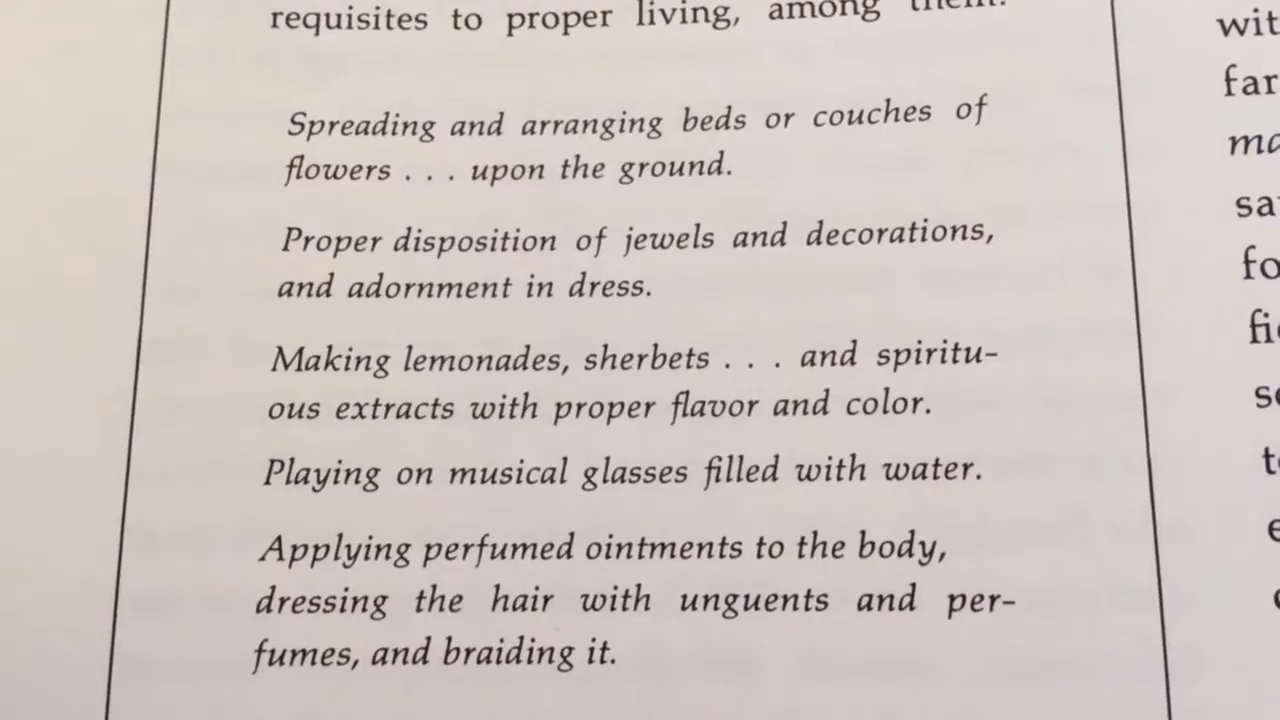 requisites to proper living, among them:
Spreading and arranging beds or couches of
flowers . . . upon the ground.
Proper disposition of jewels and decorations,
and adornment in dress.
Making lemonades, sherbets . . . and spiritu-
ous extracts with proper flavor and color.
Playing on musical glasses filled with water.
Applying perfumed ointments to the body,
dressing the hair with unguents and per-
fumes, and braiding it.